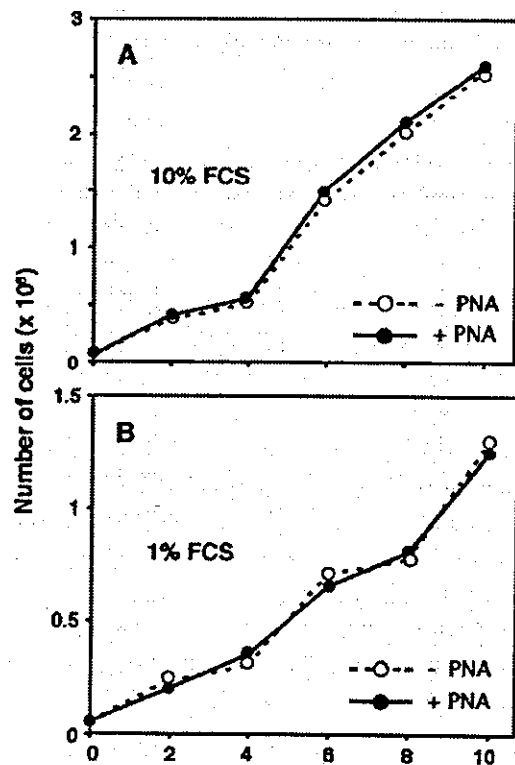 3
A
2
10% FCS
1
- PNA
+ PNA
0
Number of cells (x 10⁶)
1.5
B
1
1% FCS
0.5
- PNA
+ PNA
0
0 2 4 6 8 10